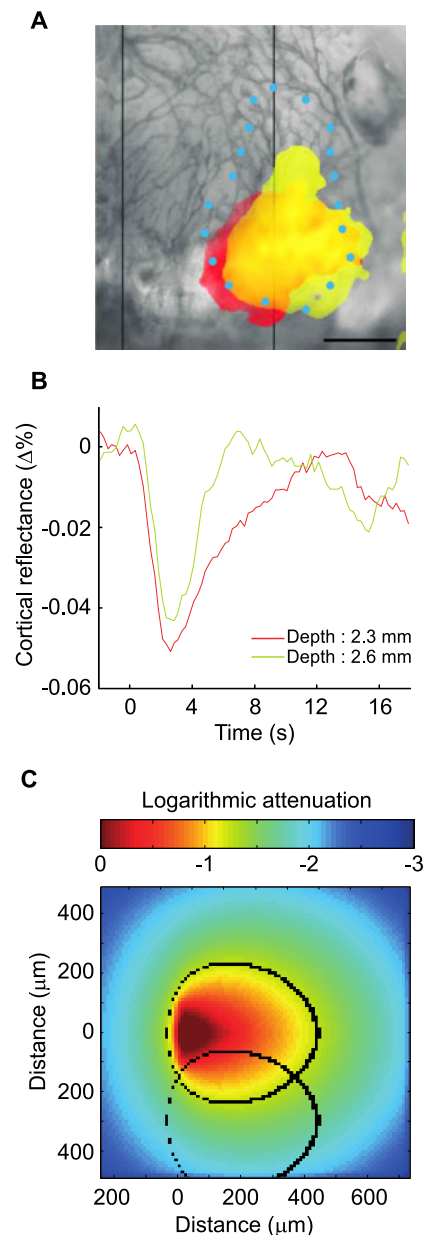 A
B
Cortical reflectance (Δ%)
0
-0.02
-0.04
-0.06
Depth : 2.3 mm
Depth : 2.6 mm
0 4 8 12 16
Time (s)
C
Logarithmic attenuation
0 -1 -2 -3
Distance (μm)
400
200
0
200
400
200 0 200 400 600
Distance (μm)